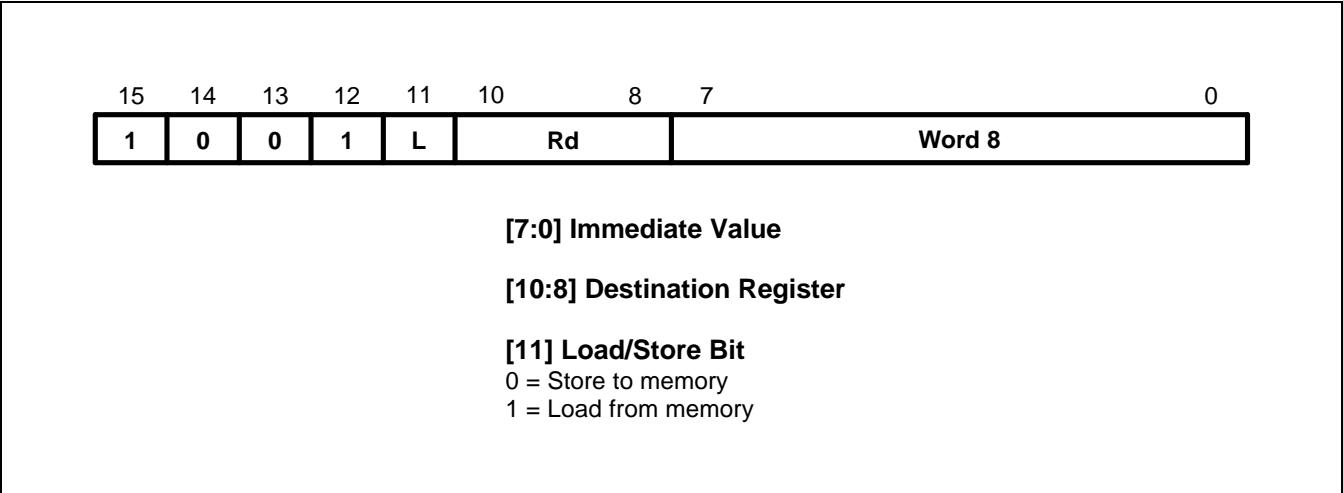 15 14 13 12 11 10 8 7 0
1 0 0 1 L Rd Word 8
[7:0] Immediate Value
[10:8] Destination Register
[11] Load/Store Bit
0 = Store to memory
1 = Load from memory